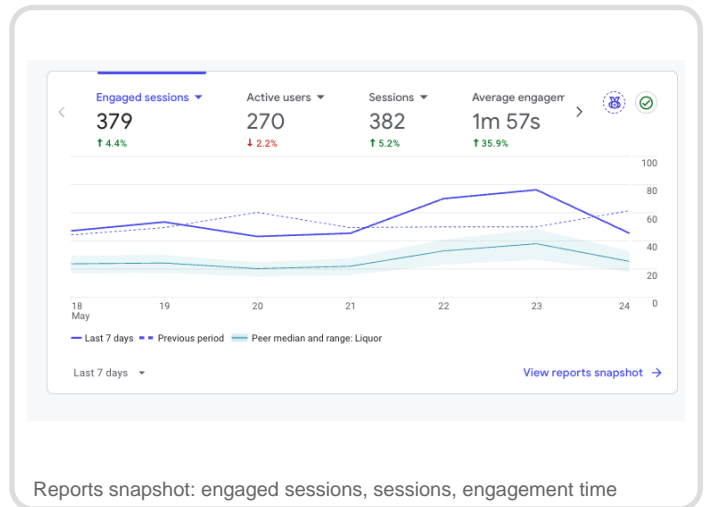 Engaged sessions
379
↑ 4.4%
Active users
270
↓ 2.2%
Sessions
382
↑ 5.2%
Average engagem
1m 57s
↑ 35.9%
100
80
60
40
20
0
18
May
19
20
21
22
23
24
Last 7 days
Previous period
Peer median and range: Liquor
Last 7 days
View reports snapshot →
Reports snapshot: engaged sessions, sessions, engagement time